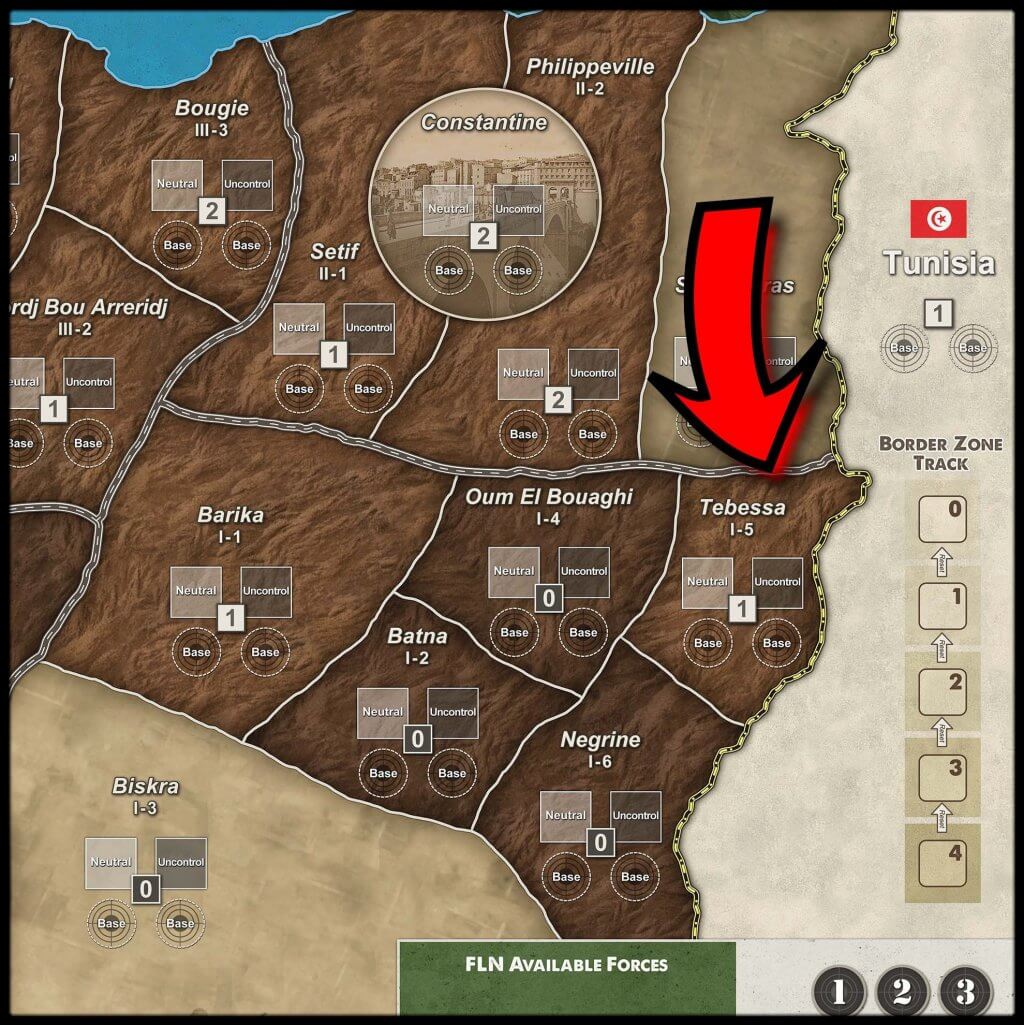 Philippeville
II-2
Bougie
III-3
Neutral
Uncontrol
2
Base
Base
Constantine
Neutral
Uncontrol
2
Base
Base
Tunisia
1
Base
Base
Setif
II-1
Neutral
Uncontrol
1
Base
Base
III-2
Uncontrol
1
Base
Base
Neutral
Uncontrol
2
Base
Base
BORDER ZONE
TRACK
0
Reset
1
Reset
2
Reset
3
Reset
4
Barika
I-1
Neutral
Uncontrol
1
Base
Base
Oum El Bouaghi
I-4
Neutral
Uncontrol
0
Base
Base
Tebessa
I-5
Neutral
Uncontrol
1
Base
Base
Batna
I-2
Neutral
Uncontrol
0
Base
Base
Negrine
I-6
Neutral
Uncontrol
0
Base
Base
Biskra
I-3
Neutral
Uncontrol
0
Base
Base
FLN AVAILABLE FORCES
1 2 3